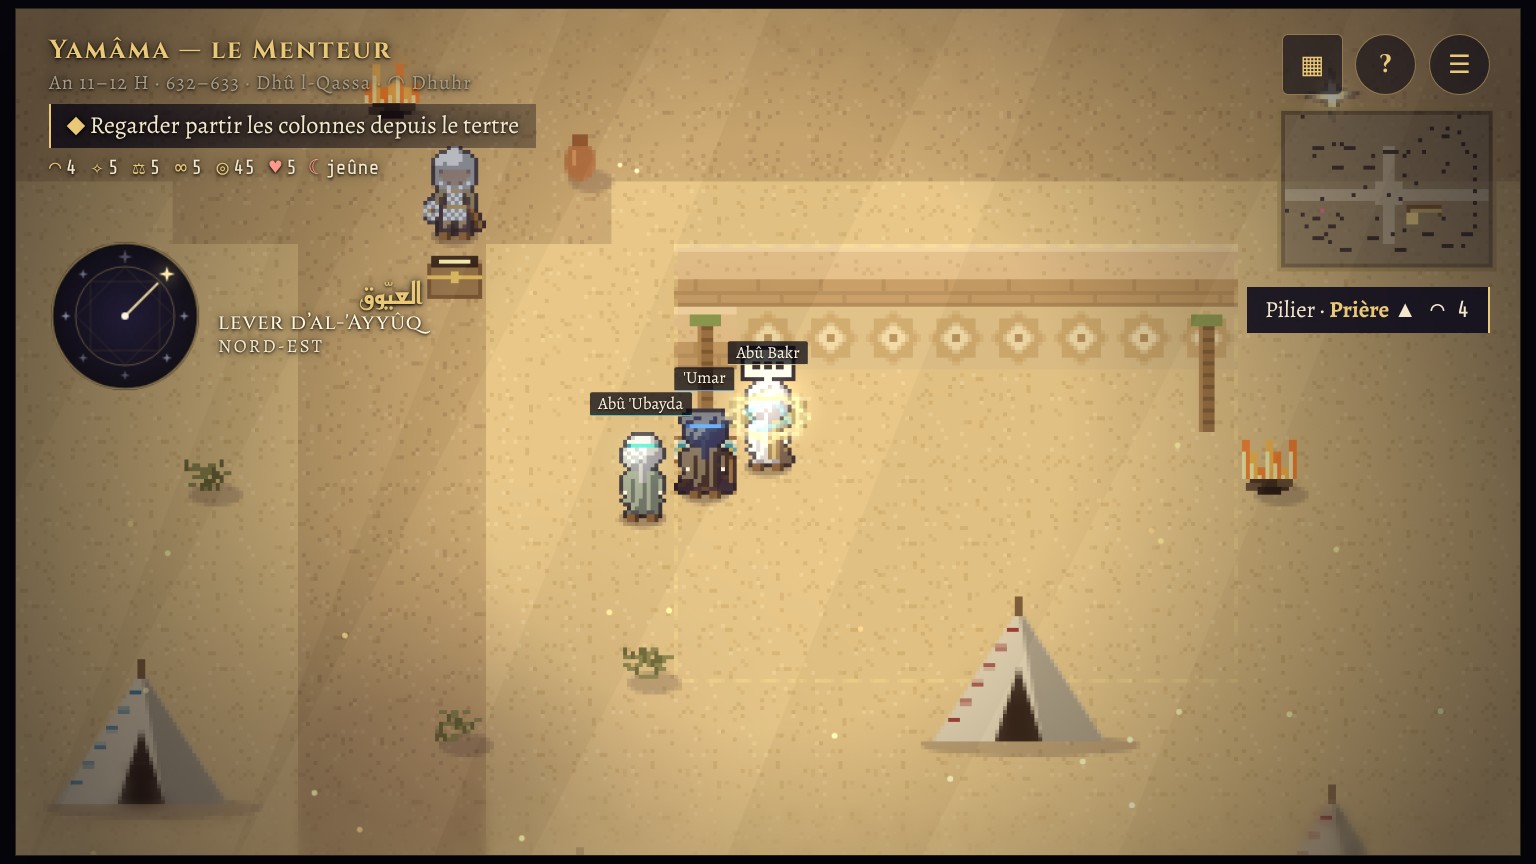 Yamâma — le Menteur
An 11–12 H · 632–633 · Dhû l-Qassa · ◠ Dhuhr
◆ Regarder partir les colonnes depuis le tertre
◠ 4 ✧ 5 ⚖ 5 ∞ 5 ◎ 45 ♥ 5 ☾ jeûne
?
☰
العيّوق
LEVER D'AL-'AYYÛQ
NORD-EST
Pilier · Prière ▲ ◠ 4
Abû Bakr
'Umar
Abû 'Ubayda